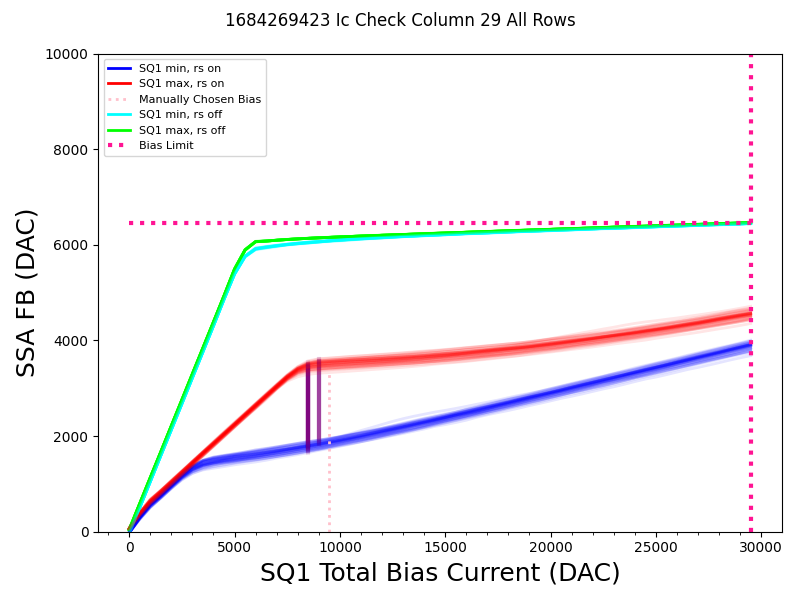 1684269423 Ic Check Column 29 All Rows
10000
8000
6000
4000
2000
0
SSA FB (DAC)
SQ1 min, rs on
SQ1 max, rs on
Manually Chosen Bias
SQ1 min, rs off
SQ1 max, rs off
Bias Limit
0 5000 10000 15000 20000 25000 30000
SQ1 Total Bias Current (DAC)